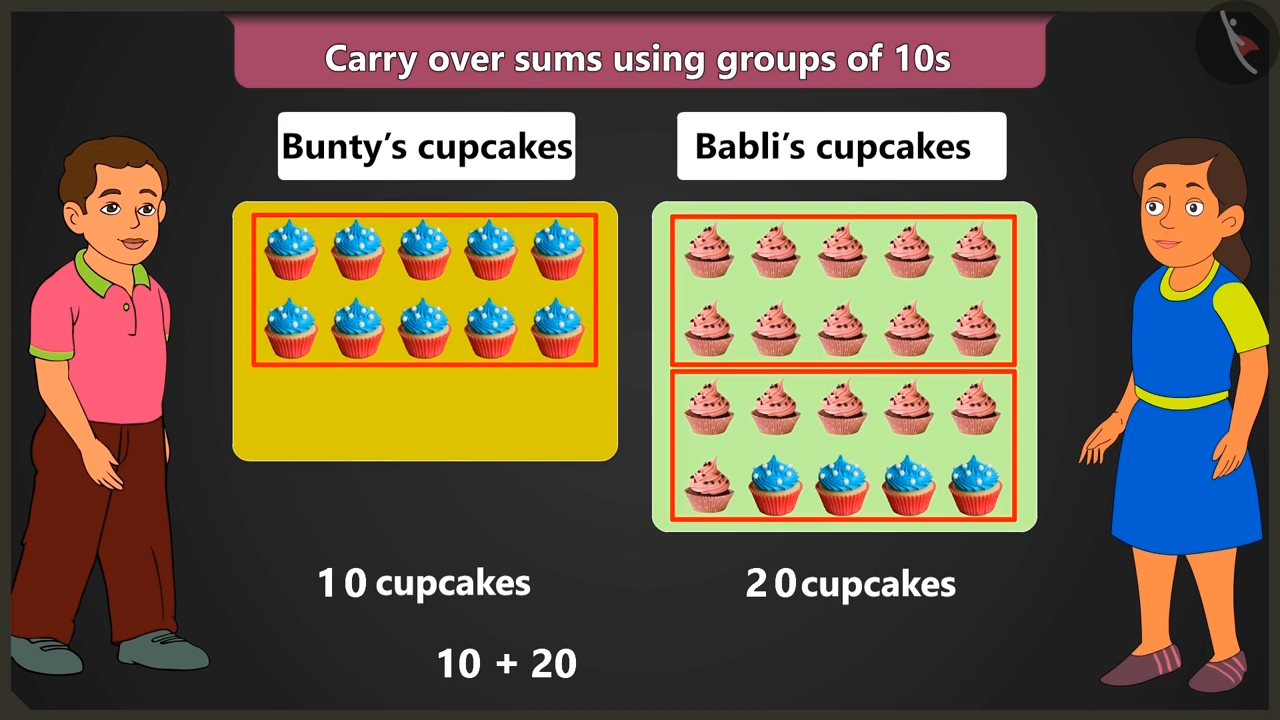 Carry over sums using groups of 10s
Bunty’s cupcakes
Babli’s cupcakes
10 cupcakes
20 cupcakes
10 + 20